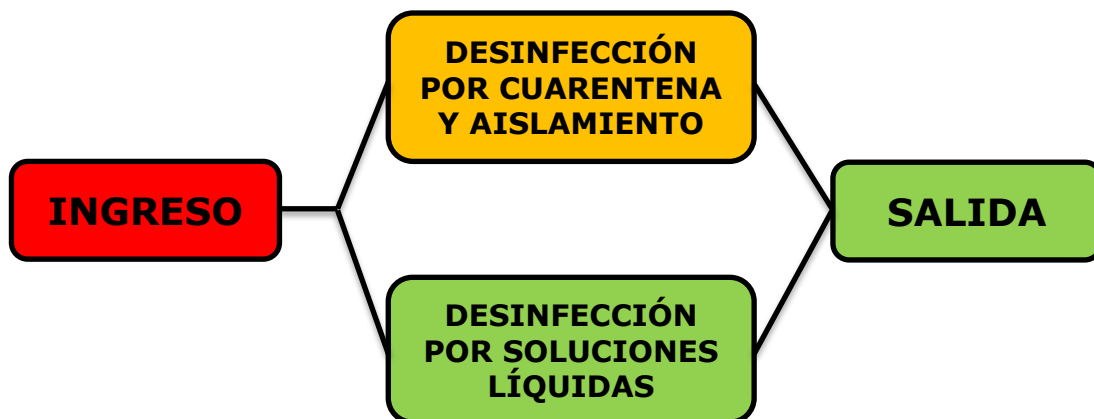 INGRESO
DESINFECCIÓN
POR CUARENTENA
Y AISLAMIENTO
DESINFECCIÓN
POR SOLUCIONES
LÍQUIDAS
SALIDA